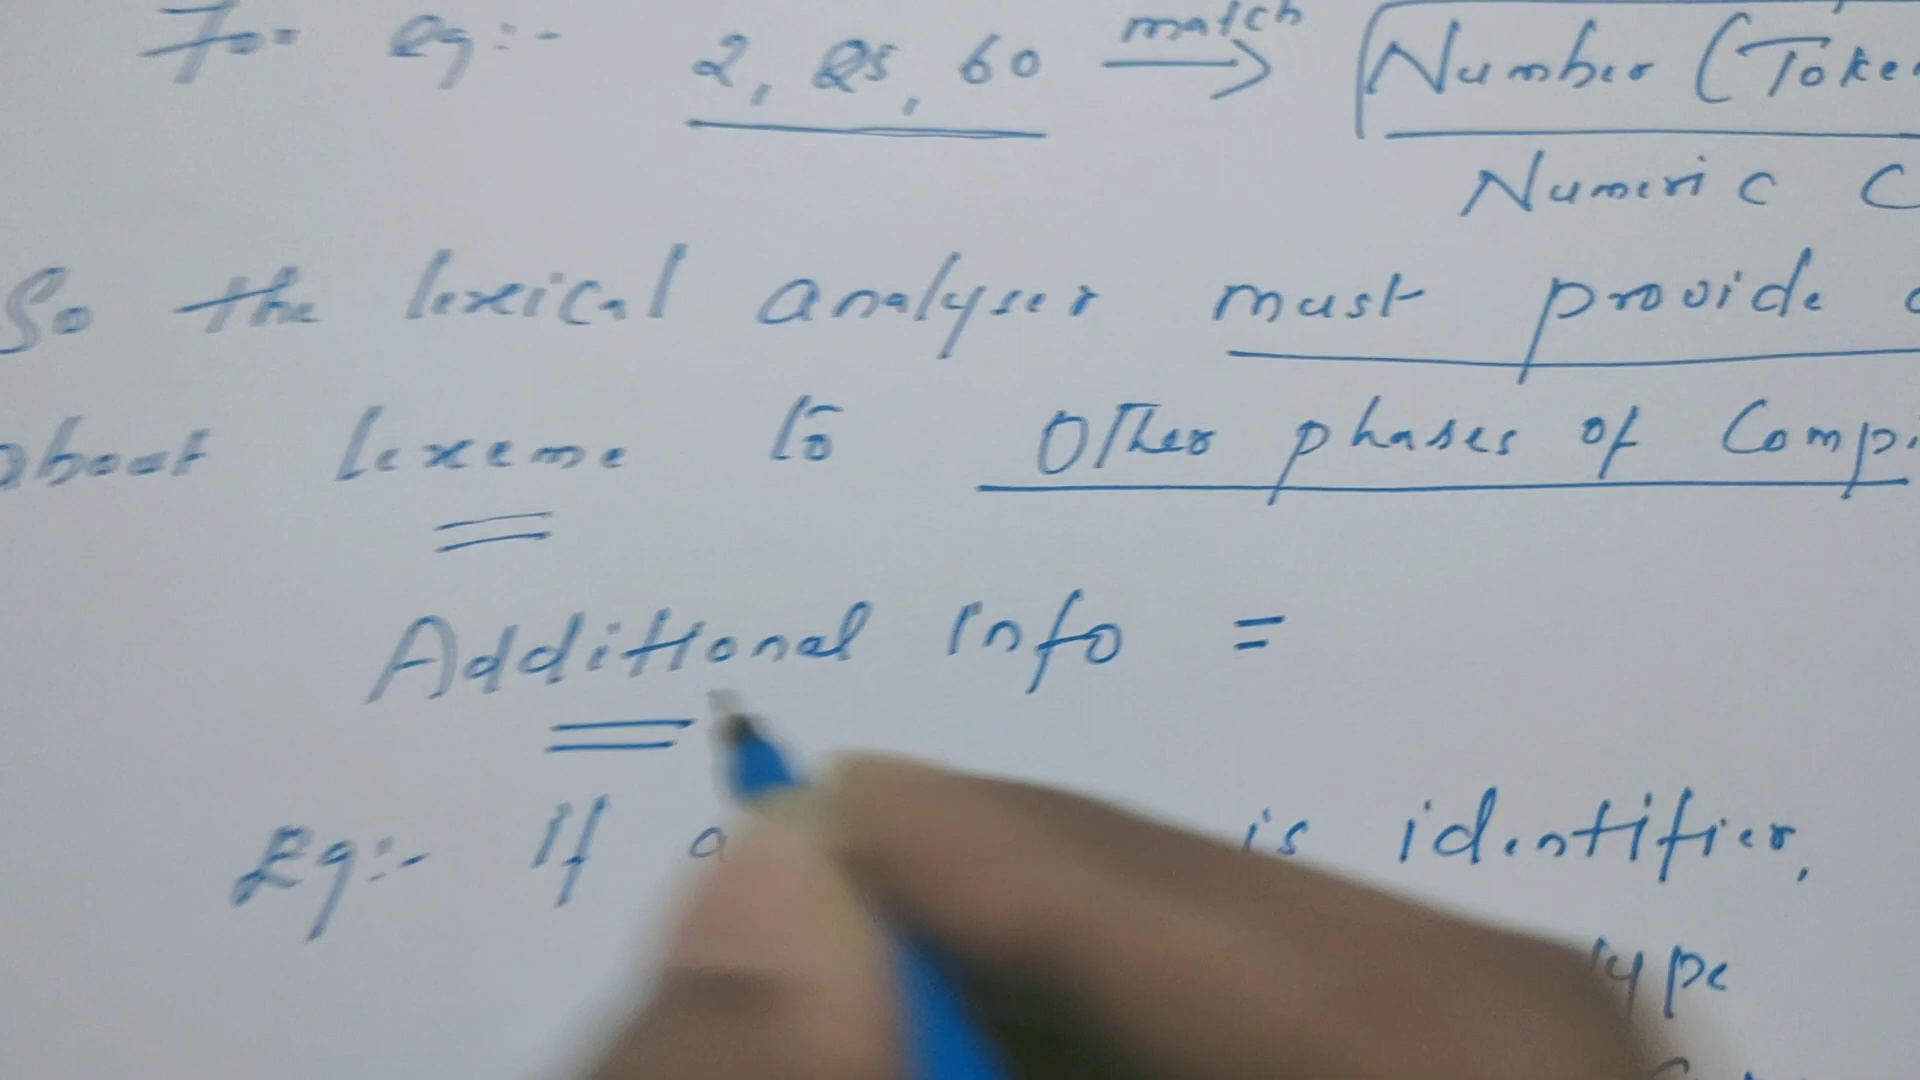 For eg:- 2, 25, 60 match → Number (Toke
Numeric C
So the lexical analyser must provide
about lexeme to Other phases of Comp
Additional info =
Eg:- If a is identifier,
ype